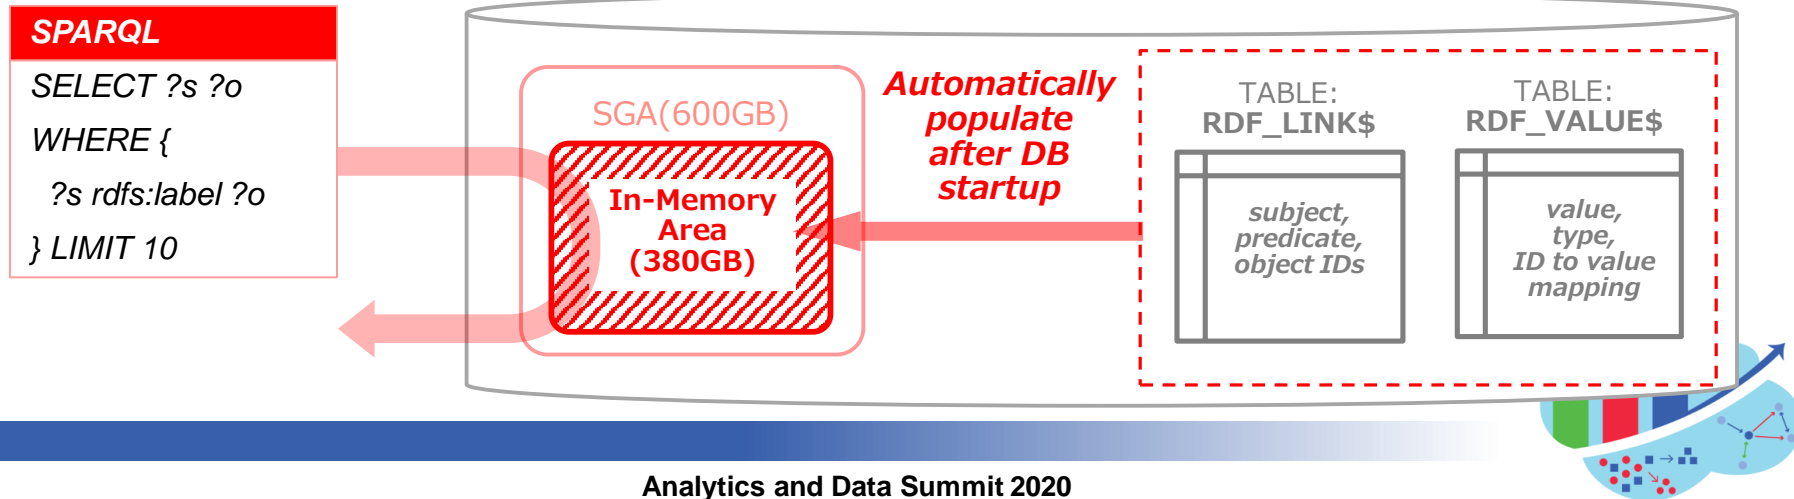 SPARQL
SELECT ?s ?o
WHERE {
?s rdfs:label ?o
} LIMIT 10
SGA(600GB)
In-Memory
Area
(380GB)
Automatically
populate
after DB
startup
TABLE:
RDF_LINK$
subject,
predicate,
object IDs
TABLE:
RDF_VALUE$
value,
type,
ID to value
mapping
Analytics and Data Summit 2020